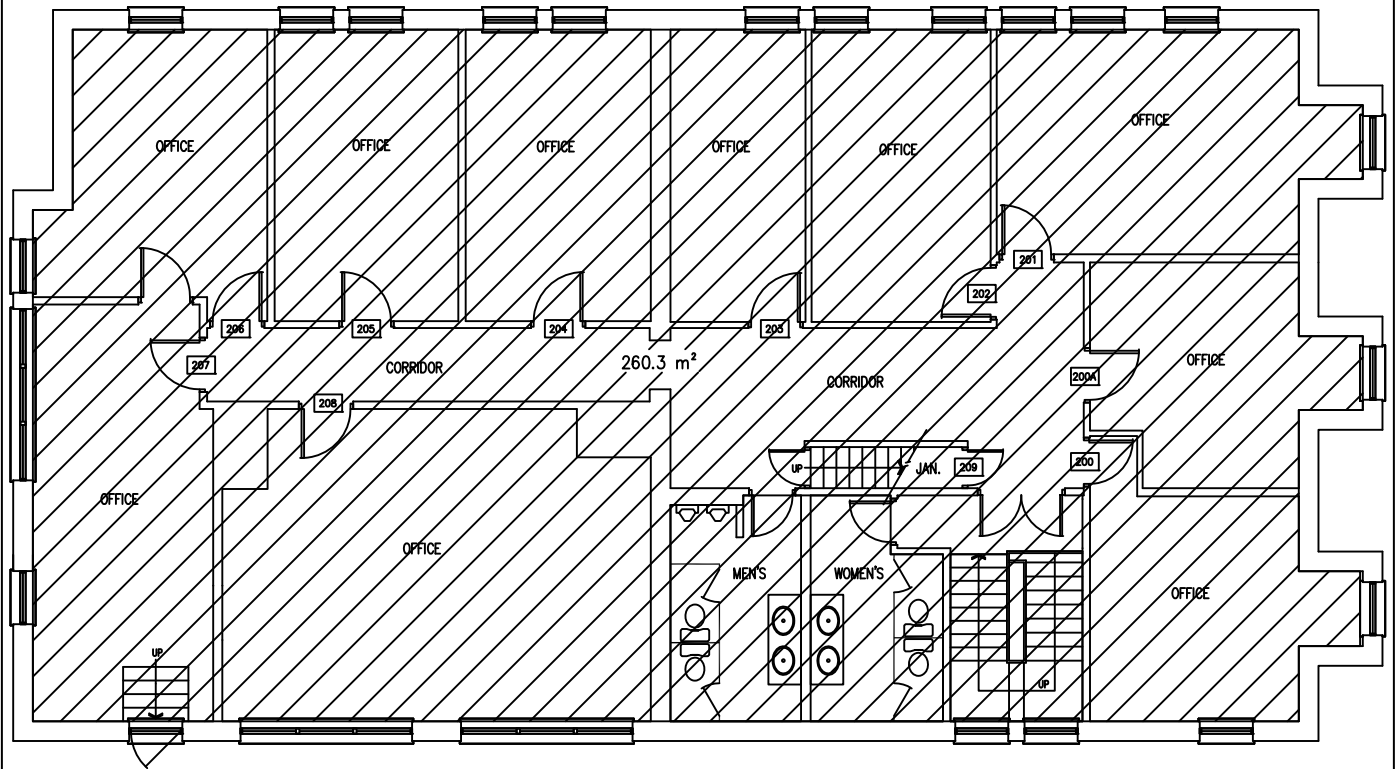 OFFICE
OFFICE
OFFICE
OFFICE
OFFICE
OFFICE
201
202
206
205
204
203
207
CORRIDOR
260.3 m²
CORRIDOR
OFFICE
200A
208
UP
JAN.
209
200
OFFICE
OFFICE
MEN'S
WOMEN'S
OFFICE
UP
UP